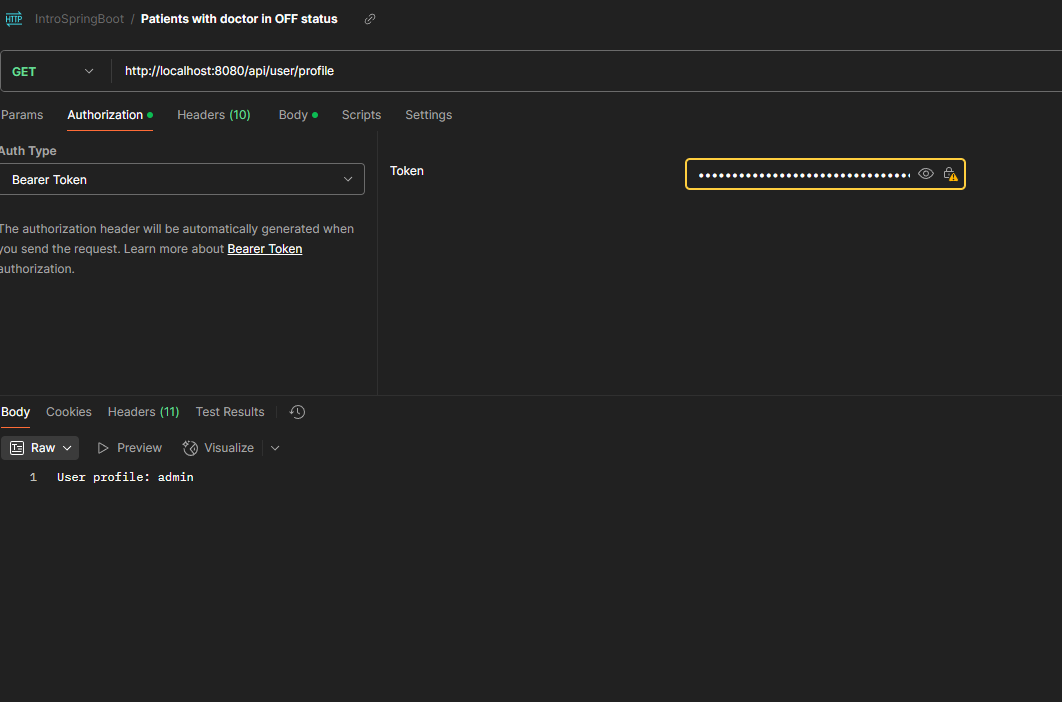 HTTP IntroSpringBoot / Patients with doctor in OFF status
GET http://localhost:8080/api/user/profile
Params Authorization Headers (10) Body Scripts Settings
Auth Type
Bearer Token
Token
The authorization header will be automatically generated when
you send the request. Learn more about Bearer Token
authorization.
Body Cookies Headers (11) Test Results
Raw Preview Visualize
1 User profile: admin